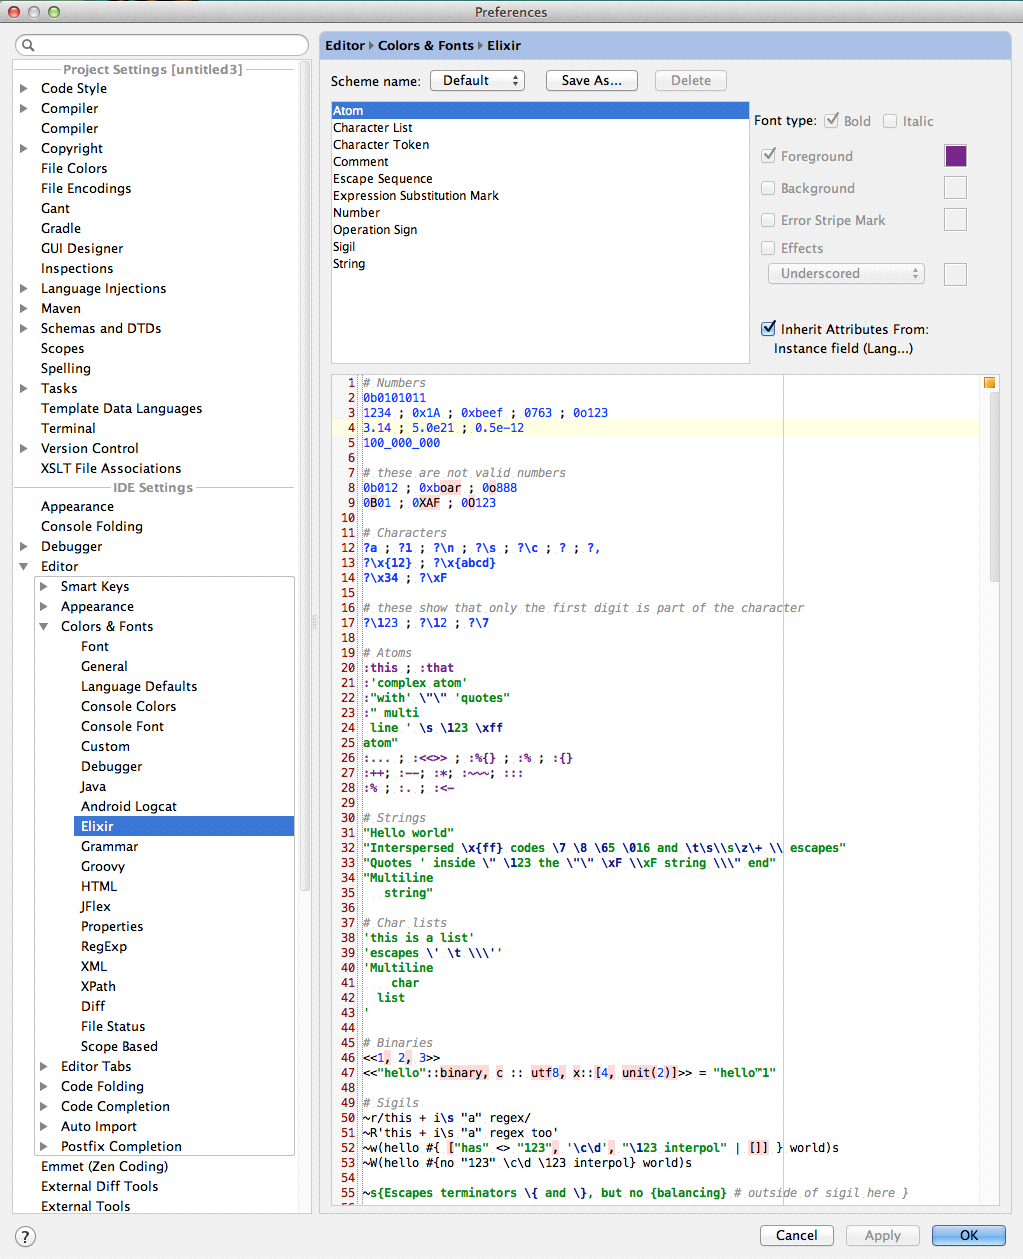 Preferences
Project Settings [untitled3]
Code Style
Compiler
Compiler
Copyright
File Colors
File Encodings
Gant
Gradle
GUI Designer
Inspections
Language Injections
Maven
Schemas and DTDs
Scopes
Spelling
Tasks
Template Data Languages
Terminal
Version Control
XSLT File Associations
IDE Settings
Appearance
Console Folding
Debugger
Editor
Smart Keys
Appearance
Colors & Fonts
Font
General
Language Defaults
Console Colors
Console Font
Custom
Debugger
Java
Android Logcat
Elixir
Grammar
Groovy
HTML
JFlex
Properties
RegExp
XML
XPath
Diff
File Status
Scope Based
Editor Tabs
Code Folding
Code Completion
Auto Import
Postfix Completion
Emmet (Zen Coding)
External Diff Tools
External Tools
Editor › Colors & Fonts › Elixir
Scheme name: Default Save As... Delete
Atom
Character List
Character Token
Comment
Escape Sequence
Expression Substitution Mark
Number
Operation Sign
Sigil
String
Font type: Bold Italic
Foreground
Background
Error Stripe Mark
Effects
Underscored
Inherit Attributes From:
Instance field (Lang...)
1 # Numbers
2 0b0101011
3 1234 ; 0x1A ; 0xbeef ; 0763 ; 0o123
4 3.14 ; 5.0e21 ; 0.5e-12
5 100_000_000
6
7 # these are not valid numbers
8 0b012 ; 0xboar ; 0o888
9 0B01 ; 0XAF ; 0O123
10
11 # Characters
12 ?a ; ?1 ; ?\n ; ?\s ; ?\c ; ? ; ?,
13 ?\x{12} ; ?\x{abcd}
14 ?\x34 ; ?\xF
15
16 # these show that only the first digit is part of the character
17 ?\123 ; ?\12 ; ?\7
18
19 # Atoms
20 :this ; :that
21 :'complex atom'
22 :"with' \"\" 'quotes"
23 :" multi
24  line ' \s \123 \xff
25 atom"
26 :... ; :<<>> ; :%{} ; :% ; :{}
27 :++; :--; :*; :~~~; :::
28 :% ; :. ; :<-
29
30 # Strings
31 "Hello world"
32 "Interspersed \x{ff} codes \7 \8 \65 \016 and \t\s\\s\z\+ \\ escapes"
33 "Quotes ' inside \" \123 the \"\" \xF \\xF string \\\" end"
34 "Multiline
35    string"
36
37 # Char lists
38 'this is a list'
39 'escapes \' \t \\\''
40 'Multiline
41     char
42   list
43 '
44
45 # Binaries
46 <<1, 2, 3>>
47 <<"hello"::binary, c :: utf8, x::[4, unit(2)]>> = "hello™1"
48
49 # Sigils
50 ~r/this + i\s "a" regex/
51 ~R'this + i\s "a" regex too'
52 ~w(hello #{ ["has" <> "123", '\c\d', "\123 interpol" | []] } world)s
53 ~W(hello #{no "123" \c\d \123 interpol} world)s
54
55 ~s{Escapes terminators \{ and \}, but no {balancing} # outside of sigil here }
? Cancel Apply OK